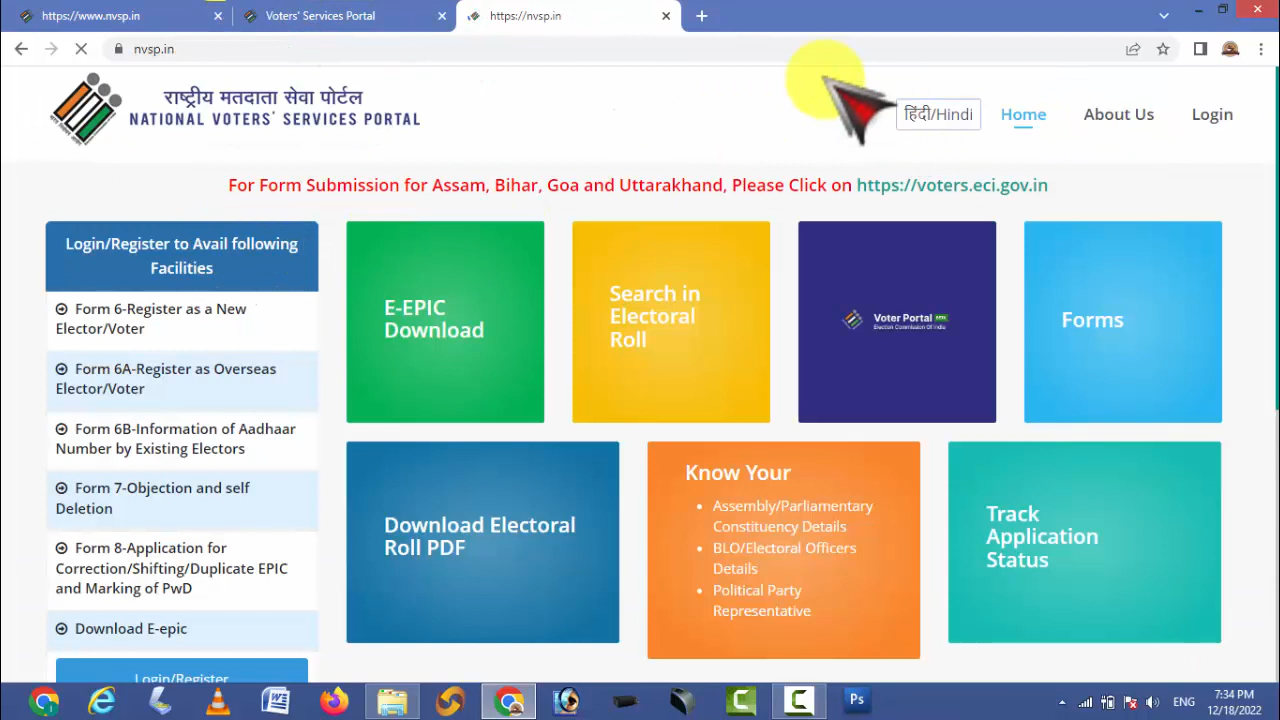 https://www.nvsp.in
Voters' Services Portal
https://nvsp.in
nvsp.in
राष्ट्रीय मतदाता सेवा पोर्टल
NATIONAL VOTERS' SERVICES PORTAL
हिंदी/Hindi
Home
About Us
Login
For Form Submission for Assam, Bihar, Goa and Uttarakhand, Please Click on https://voters.eci.gov.in
Login/Register to Avail following
Facilities
Form 6-Register as a New
Elector/Voter
Form 6A-Register as Overseas
Elector/Voter
Form 6B-Information of Aadhaar
Number by Existing Electors
Form 7-Objection and self
Deletion
Form 8-Application for
Correction/Shifting/Duplicate EPIC
and Marking of PwD
Download E-epic
Login/Register
E-EPIC
Download
Search in
Electoral
Roll
Voter Portal
Election Commission Of India
Forms
Download Electoral
Roll PDF
Know Your
Assembly/Parliamentary
Constituency Details
BLO/Electoral Officers
Details
Political Party
Representative
Track
Application
Status
ENG
7:34 PM
12/18/2022